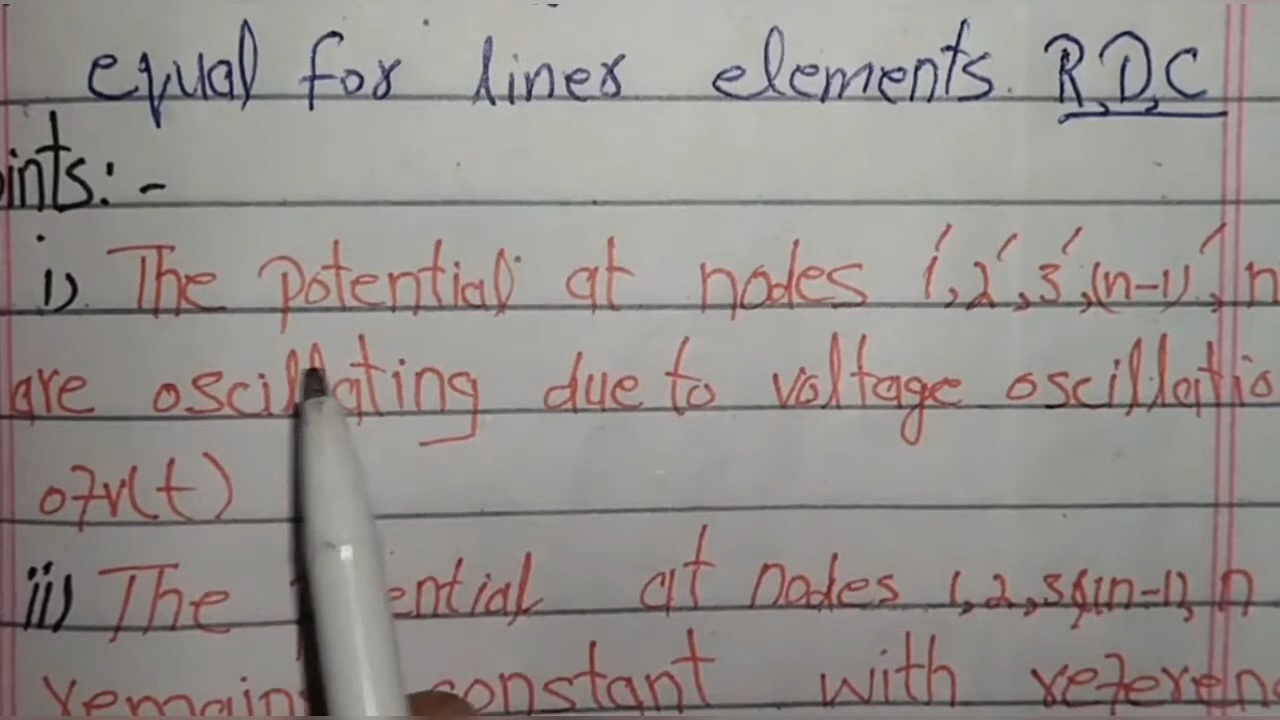 equal for liner elements. R,D,C
ints:-
i) The potential at nodes 1',2',3',(n-1)', n
are oscillating due to voltage oscillatio
of v(t)
ii) The ential at nodes 1,2,3,(n-1), n
remain constant with referen